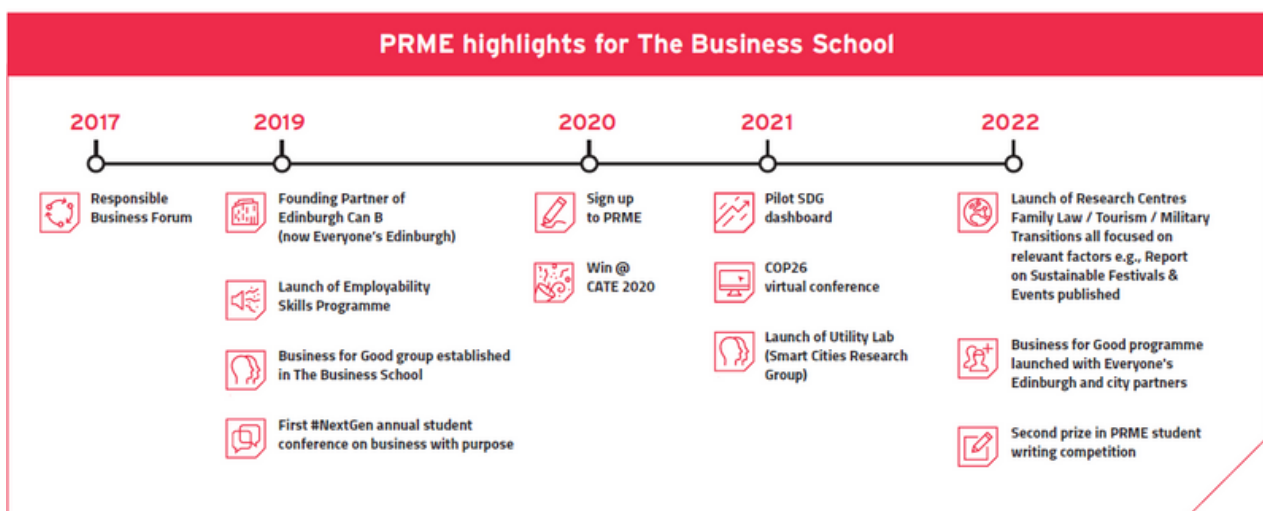 PRME highlights for The Business School
2017
Responsible
Business Forum
2019
Founding Partner of
Edinburgh Can B
(now Everyone's Edinburgh)
Launch of Employability
Skills Programme
Business for Good group established
in The Business School
First #NextGen annual student
conference on business with purpose
2020
Sign up
to PRME
Win @
CATE 2020
2021
Pilot SDG
dashboard
COP26
virtual conference
Launch of Utility Lab
(Smart Cities Research
Group)
2022
Launch of Research Centres
Family Law / Tourism / Military
Transitions all focused on
relevant factors e.g., Report
on Sustainable Festivals &
Events published
Business for Good programme
launched with Everyone's
Edinburgh and city partners
Second prize in PRME student
writing competition